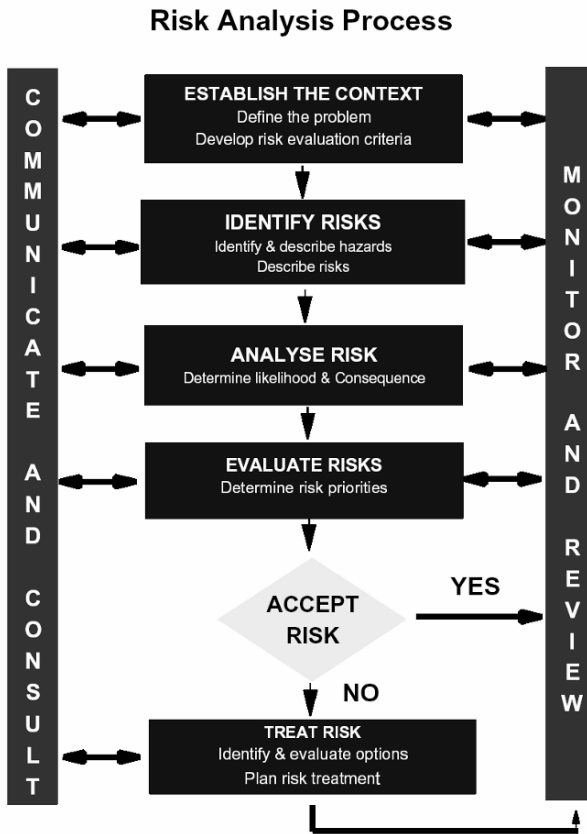 Risk Analysis Process
COMMUNICATE AND CONSULT
ESTABLISH THE CONTEXT
Define the problem
Develop risk evaluation criteria
IDENTIFY RISKS
Identify & describe hazards
Describe risks
ANALYSE RISK
Determine likelihood & Consequence
EVALUATE RISKS
Determine risk priorities
ACCEPT
RISK
YES
NO
TREAT RISK
Identify & evaluate options
Plan risk treatment
MONITOR AND REVIEW